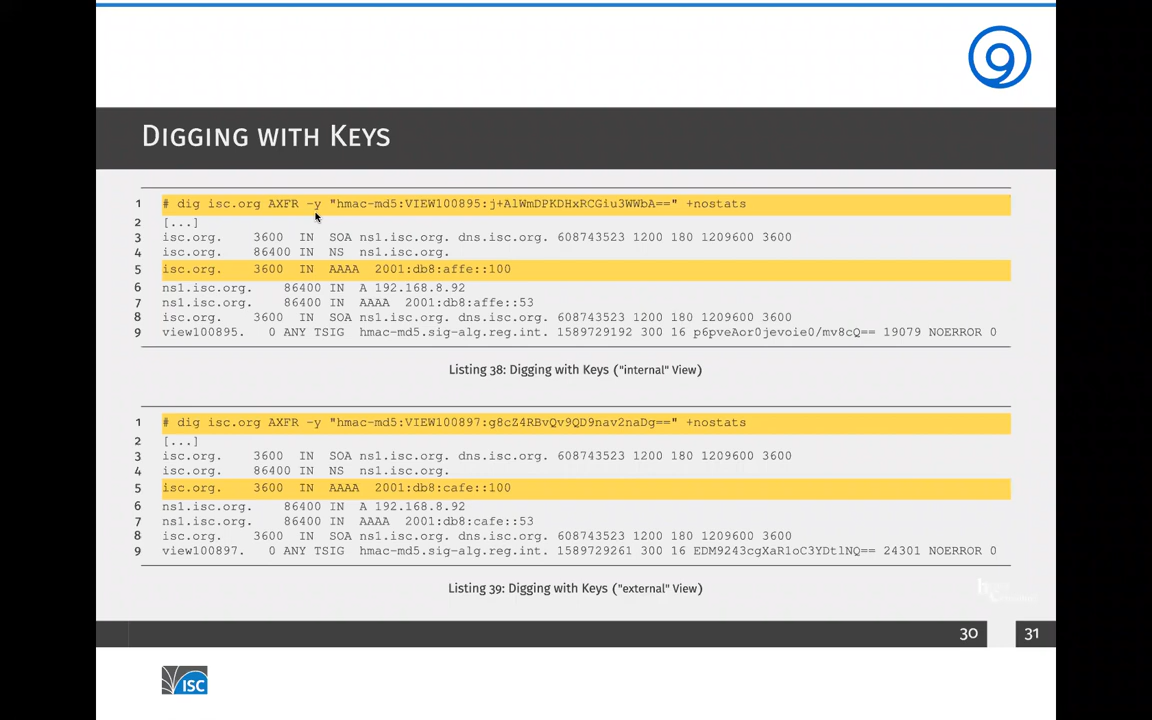 9
Digging with Keys
1 # dig isc.org AXFR -y "hmac-md5:VIEW100895:j+AlWmDPKDHxRCGiu3WWbA==" +nostats
2 [...]
3 isc.org. 3600 IN SOA ns1.isc.org. dns.isc.org. 608743523 1200 180 1209600 3600
4 isc.org. 86400 IN NS ns1.isc.org.
5 isc.org. 3600 IN AAAA 2001:db8:affe::100
6 ns1.isc.org. 86400 IN A 192.168.8.92
7 ns1.isc.org. 86400 IN AAAA 2001:db8:affe::53
8 isc.org. 3600 IN SOA ns1.isc.org. dns.isc.org. 608743523 1200 180 1209600 3600
9 view100895. 0 ANY TSIG hmac-md5.sig-alg.reg.int. 1589729192 300 16 p6pveAor0jevoie0/mv8cQ== 19079 NOERROR 0
Listing 38: Digging with Keys ("internal" View)
1 # dig isc.org AXFR -y "hmac-md5:VIEW100897:g8cZ4RBvQv9QD9nav2naDg==" +nostats
2 [...]
3 isc.org. 3600 IN SOA ns1.isc.org. dns.isc.org. 608743523 1200 180 1209600 3600
4 isc.org. 86400 IN NS ns1.isc.org.
5 isc.org. 3600 IN AAAA 2001:db8:cafe::100
6 ns1.isc.org. 86400 IN A 192.168.8.92
7 ns1.isc.org. 86400 IN AAAA 2001:db8:cafe::53
8 isc.org. 3600 IN SOA ns1.isc.org. dns.isc.org. 608743523 1200 180 1209600 3600
9 view100897. 0 ANY TSIG hmac-md5.sig-alg.reg.int. 1589729261 300 16 EDM9243cgXaR1oC3YDtlNQ== 24301 NOERROR 0
Listing 39: Digging with Keys ("external" View)
30 31
ISC